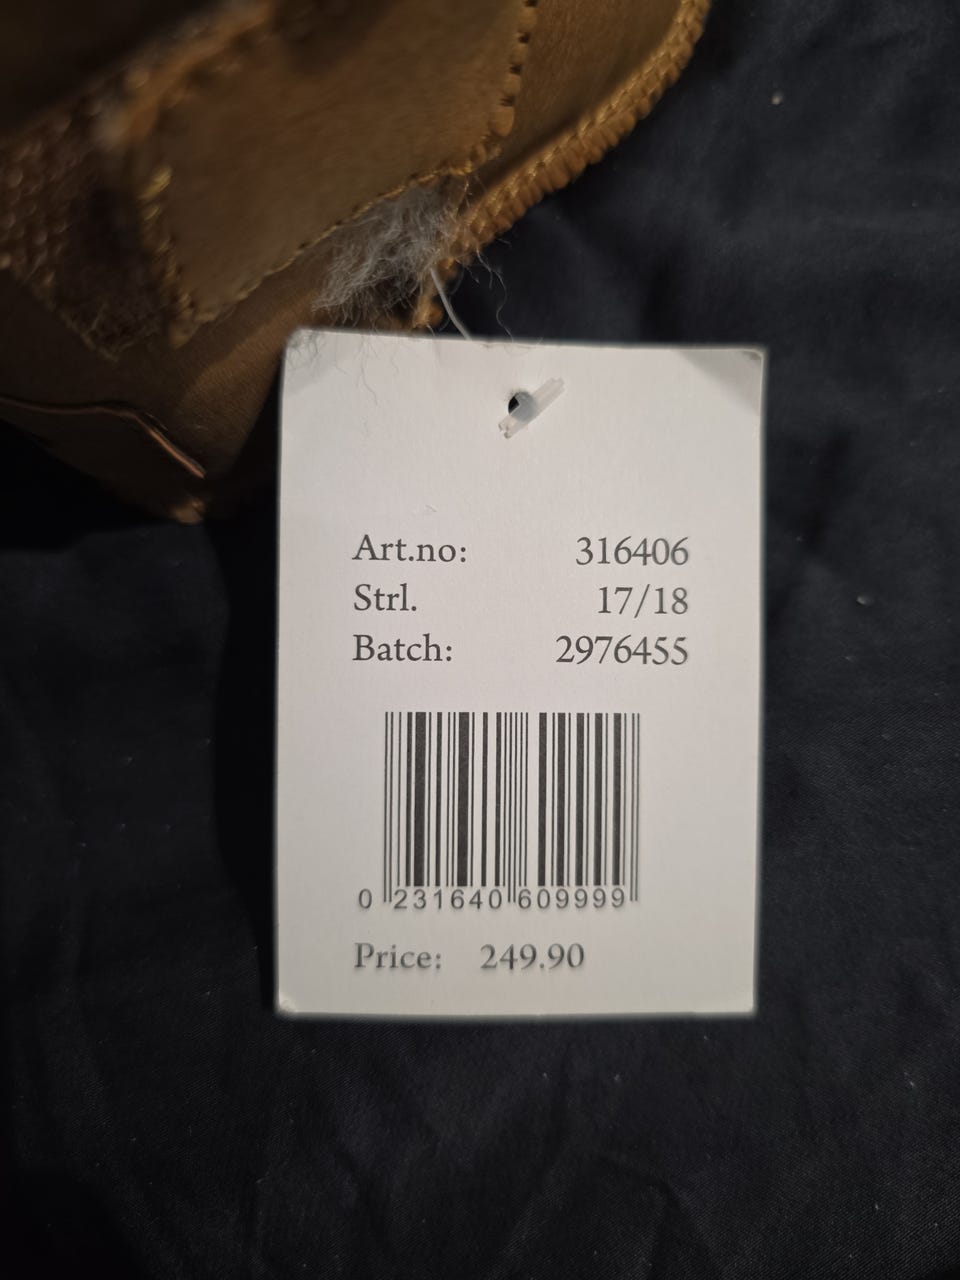 Art.no: 316406
Strl. 17/18
Batch: 2976455
0 231640 609999
Price: 249.90